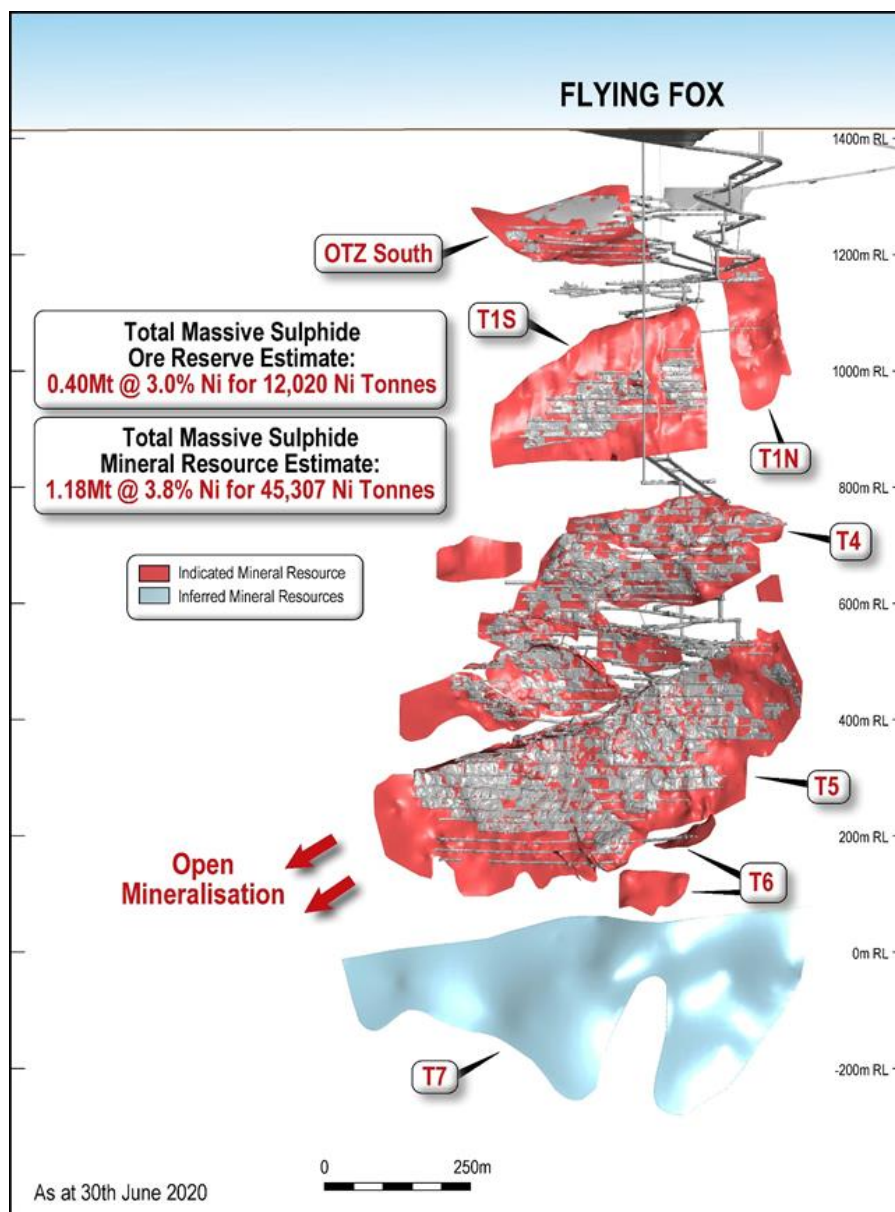 FLYING FOX
1400m RL
OTZ South
1200m RL
T1S
Total Massive Sulphide
Ore Reserve Estimate:
0.40Mt @ 3.0% Ni for 12,020 Ni Tonnes
1000m RL
Total Massive Sulphide
Mineral Resource Estimate:
1.18Mt @ 3.8% Ni for 45,307 Ni Tonnes
T1N
800m RL
T4
Indicated Mineral Resource
Inferred Mineral Resources
600m RL
400m RL
T5
200m RL
Open
Mineralisation
T6
0m RL
T7
-200m RL
0 250m
As at 30th June 2020